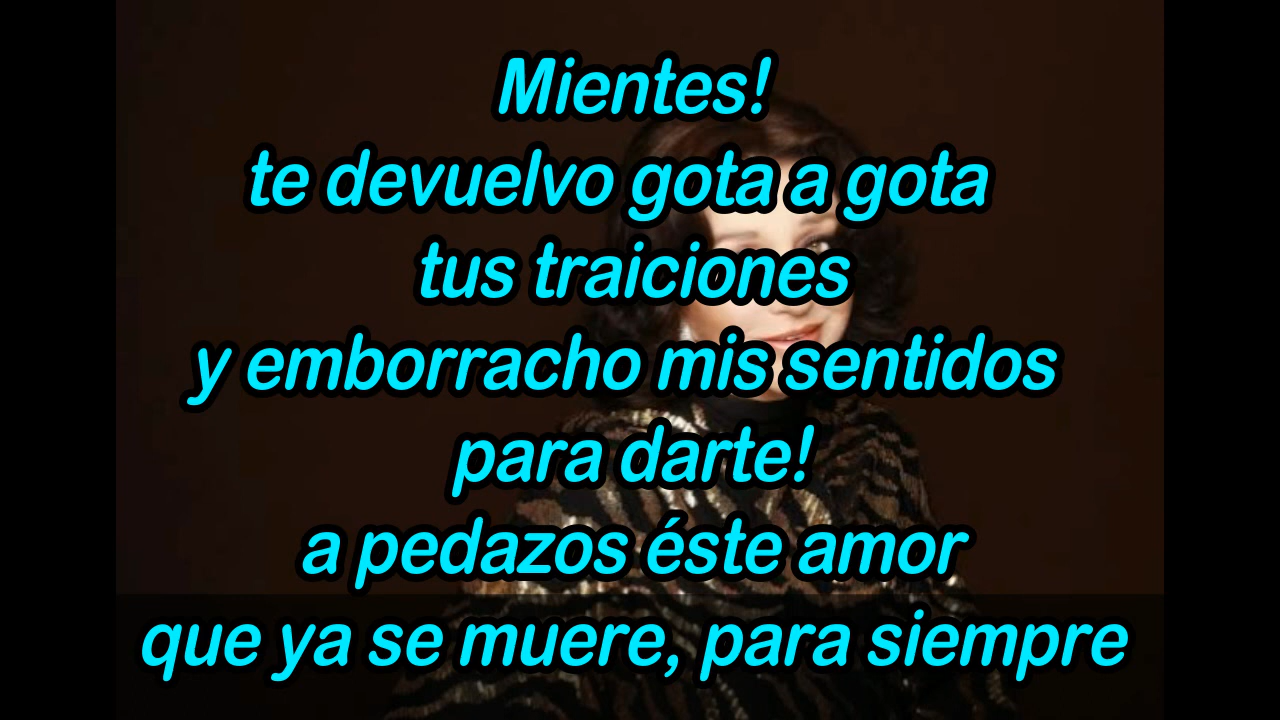 Mientes!
te devuelvo gota a gota
tus traiciones
y emborracho mis sentidos
para darte!
a pedazos éste amor
que ya se muere, para siempre